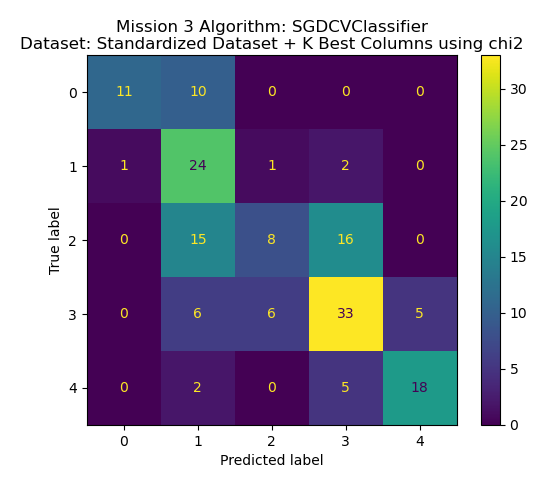 Mission 3 Algorithm: SGDCVClassifier
Dataset: Standardized Dataset + K Best Columns using chi2
0 11 10 0 0 0
1 1 24 1 2 0
2 0 15 8 16 0
3 0 6 6 33 5
4 0 2 0 5 18
0 1 2 3 4
True label
Predicted label
30
25
20
15
10
5
0